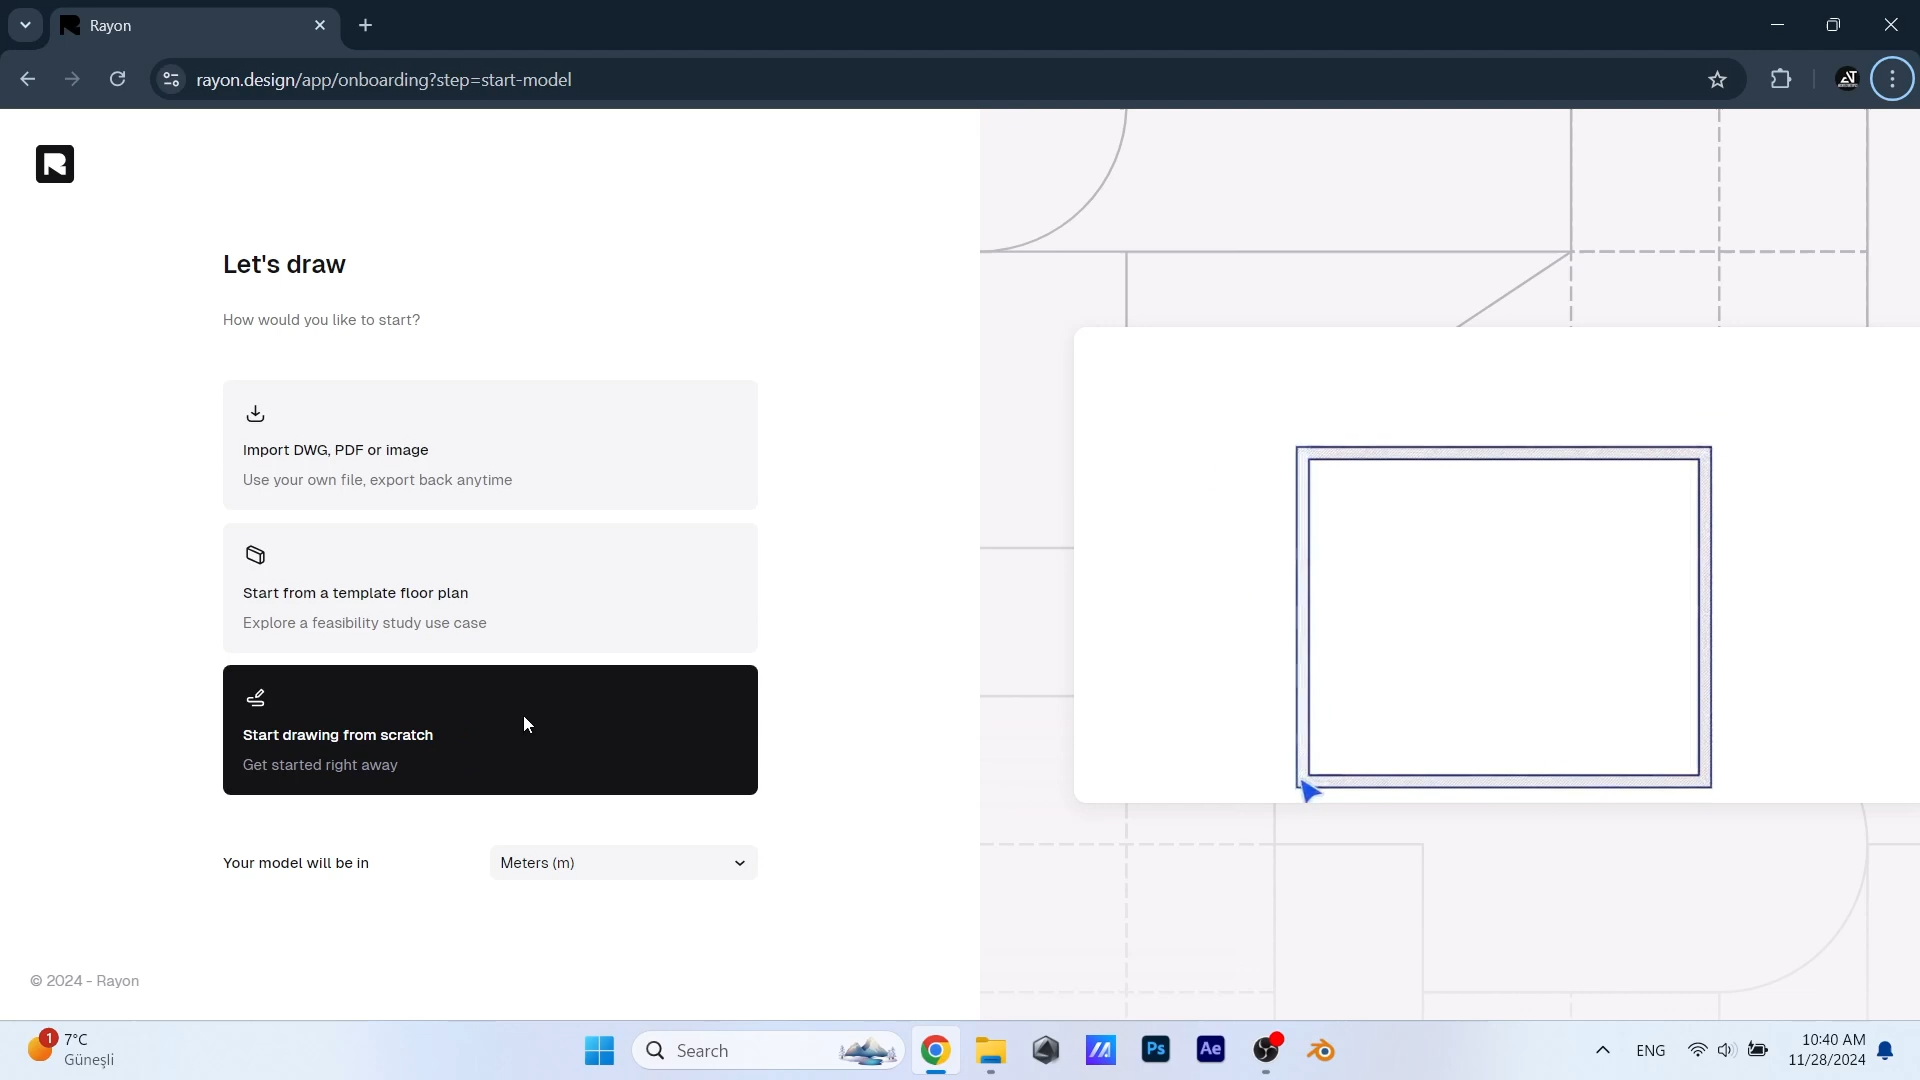 Rayon
rayon.design/app/onboarding?step=start-model
Let's draw
How would you like to start?
Import DWG, PDF or image
Use your own file, export back anytime
Start from a template floor plan
Explore a feasibility study use case
Start drawing from scratch
Get started right away
Your model will be in
Meters (m)
© 2024 - Rayon
1
7°C
Güneşli
Search
Ps
Ae
ENG
10:40 AM
11/28/2024